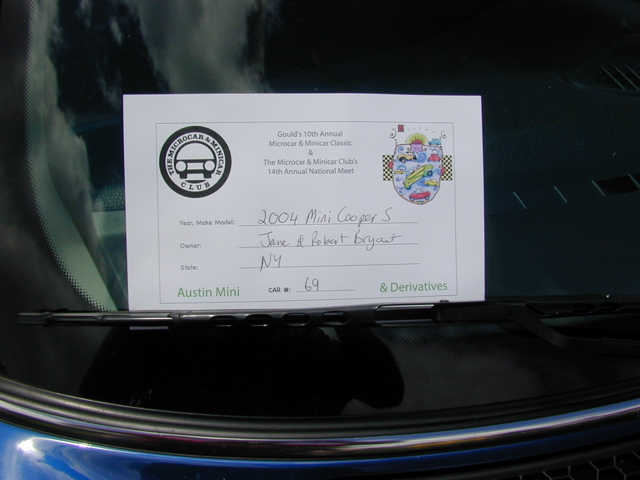 THE MICROCAR & MINICAR CLUB
Gould's 10th Annual
Microcar & Minicar Classic
&
The Microcar & Minicar Club's
14th Annual National Meet
Year, Make Model: 2004 Mini Cooper S
Owner: Jane & Robert Bryant
State: NY
Austin Mini CAR #: 69 & Derivatives